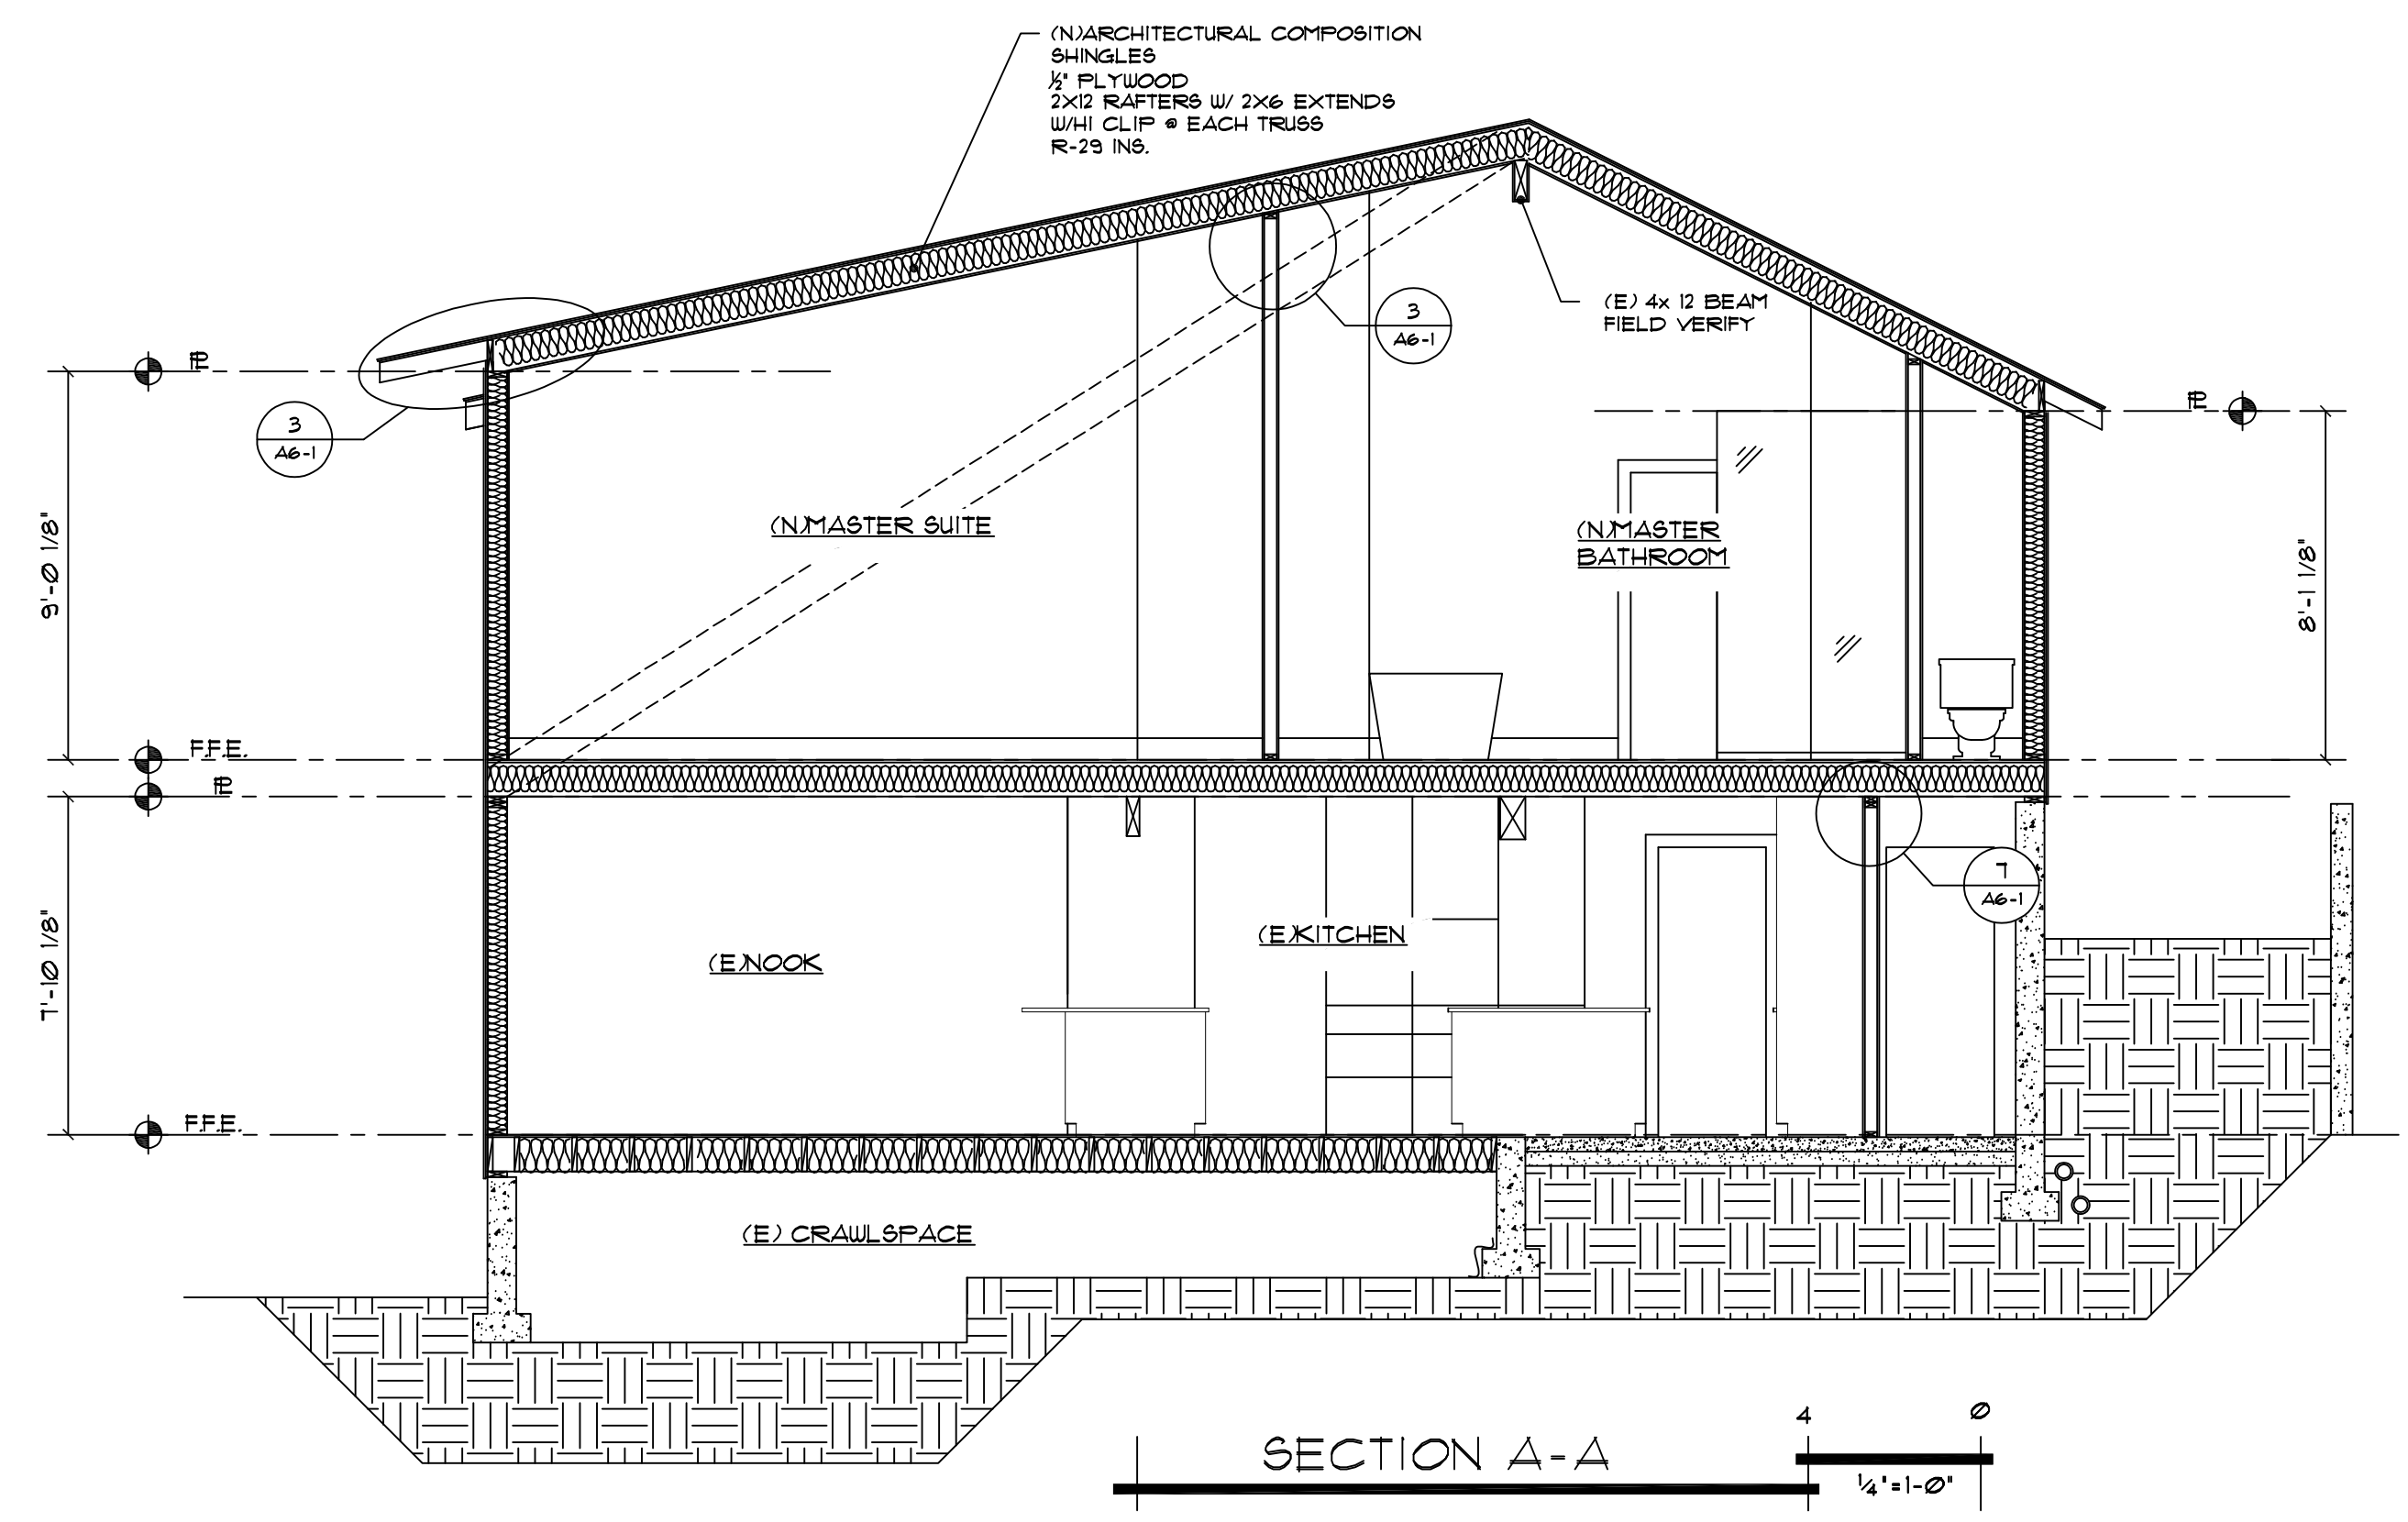 (N)ARCHITECTURAL COMPOSITION
SHINGLES
½" PLYWOOD
2X12 RAFTERS W/ 2X6 EXTENDS
W/H1 CLIP @ EACH TRUSS
R-29 INS.
(E) 4x 12 BEAM
FIELD VERIFY
3
A6-1
PL
3
A6-1
PL
9'-0 1/8"
(N)MASTER SUITE
(N)MASTER
BATHROOM
8'-1 1/8"
F.F.E.
PL
7
A6-1
7'-10 1/8"
(E)NOOK
(E)KITCHEN
F.F.E.
(E) CRAWLSPACE
SECTION A-A
4
0
¼"=1-0"